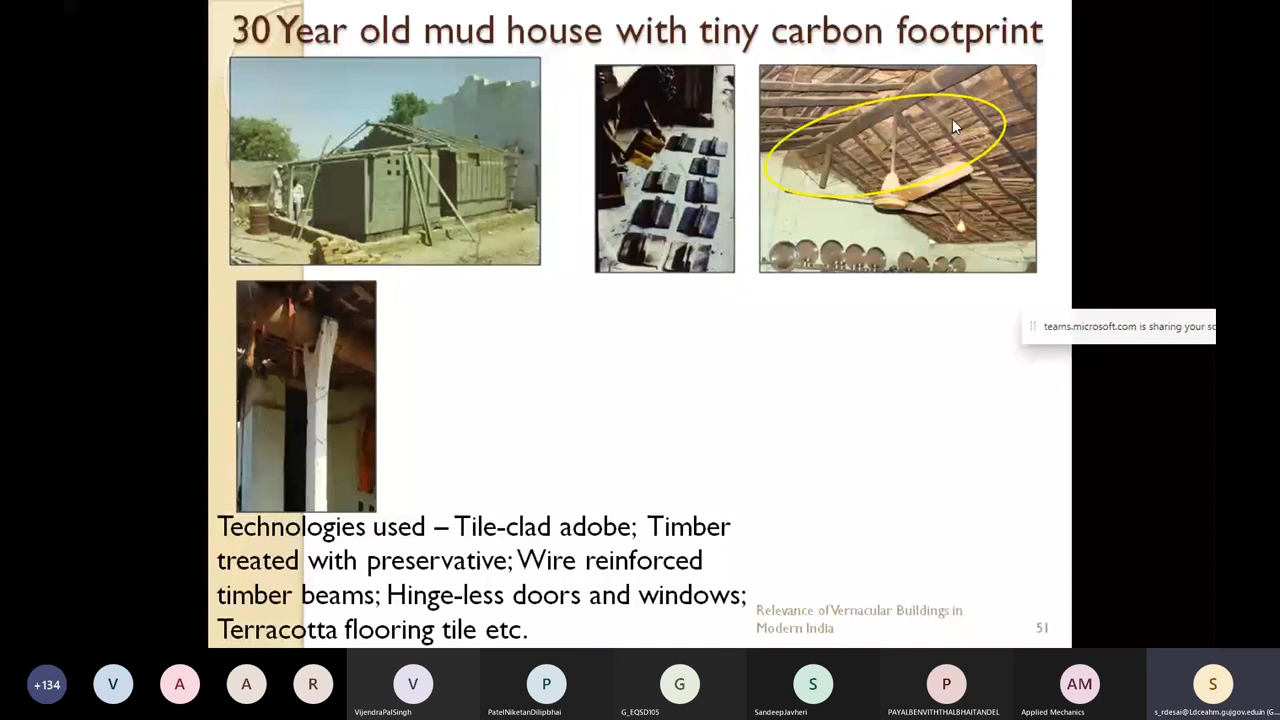 30 Year old mud house with tiny carbon footprint
teams.microsoft.com is sharing your sc
Technologies used – Tile-clad adobe; Timber
treated with preservative; Wire reinforced
timber beams; Hinge-less doors and windows;
Terracotta flooring tile etc.
Relevance of Vernacular Buildings in
Modern India
51
+134
V
A
A
R
V
P
G
S
P
AM
S
VijendraPalSingh
PatelNiketanDilipbhai
G_EQSD105
SandeepJavheri
PAYALBENVITHTHALBHAITANDEL
Applied Mechanics
s_rdesai@Ldceahm.gujgov.edu.in (G...